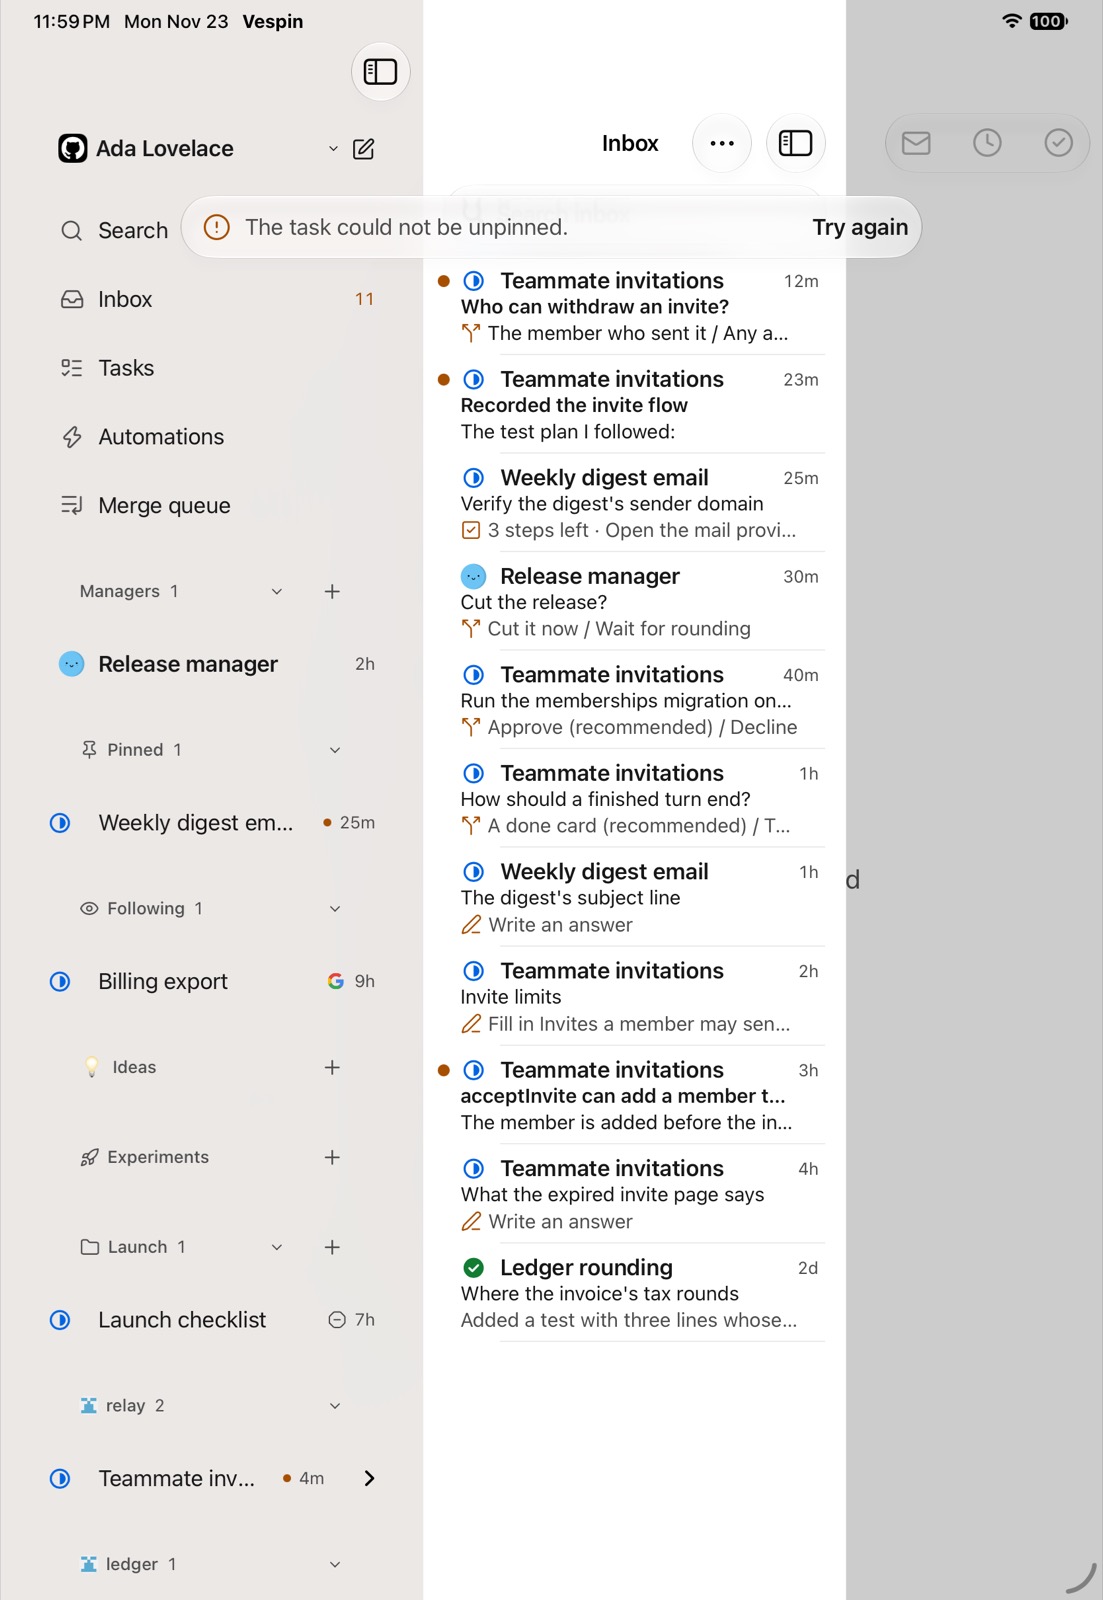 11:59 PM Mon Nov 23 Vespin
100
Ada Lovelace
Search
Inbox 11
Tasks
Automations
Merge queue
Managers 1
Release manager 2h
Pinned 1
Weekly digest em... 25m
Following 1
Billing export 9h
Ideas
Experiments
Launch 1
Launch checklist 7h
relay 2
Teammate inv... 4m
ledger 1
Inbox
Search Inbox
The task could not be unpinned. Try again
Teammate invitations 12m
Who can withdraw an invite?
The member who sent it / Any a...
Teammate invitations 23m
Recorded the invite flow
The test plan I followed:
Weekly digest email 25m
Verify the digest's sender domain
3 steps left · Open the mail provi...
Release manager 30m
Cut the release?
Cut it now / Wait for rounding
Teammate invitations 40m
Run the memberships migration on...
Approve (recommended) / Decline
Teammate invitations 1h
How should a finished turn end?
A done card (recommended) / T...
Weekly digest email 1h
The digest's subject line
Write an answer
Teammate invitations 2h
Invite limits
Fill in Invites a member may sen...
Teammate invitations 3h
acceptInvite can add a member t...
The member is added before the in...
Teammate invitations 4h
What the expired invite page says
Write an answer
Ledger rounding 2d
Where the invoice's tax rounds
Added a test with three lines whose...
d